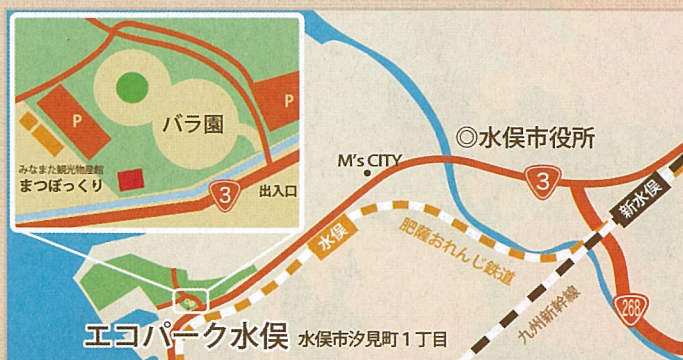 P
P
バラ園
みなまた観光物産館
まつぼっくり
3
出入口
◎水俣市役所
M's CITY
3
新水俣
水俣
肥薩おれんじ鉄道
九州新幹線
268
エコパーク水俣 水俣市汐見町1丁目